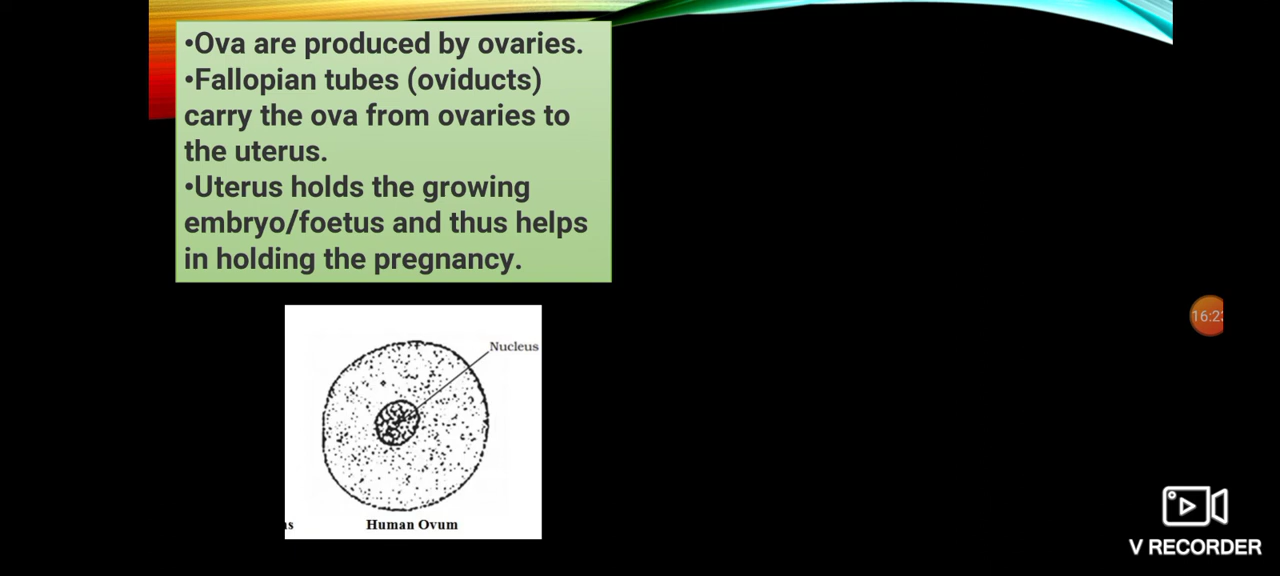 •Ova are produced by ovaries.
•Fallopian tubes (oviducts)
carry the ova from ovaries to
the uterus.
•Uterus holds the growing
embryo/foetus and thus helps
in holding the pregnancy.
Nucleus
Human Ovum
V RECORDER